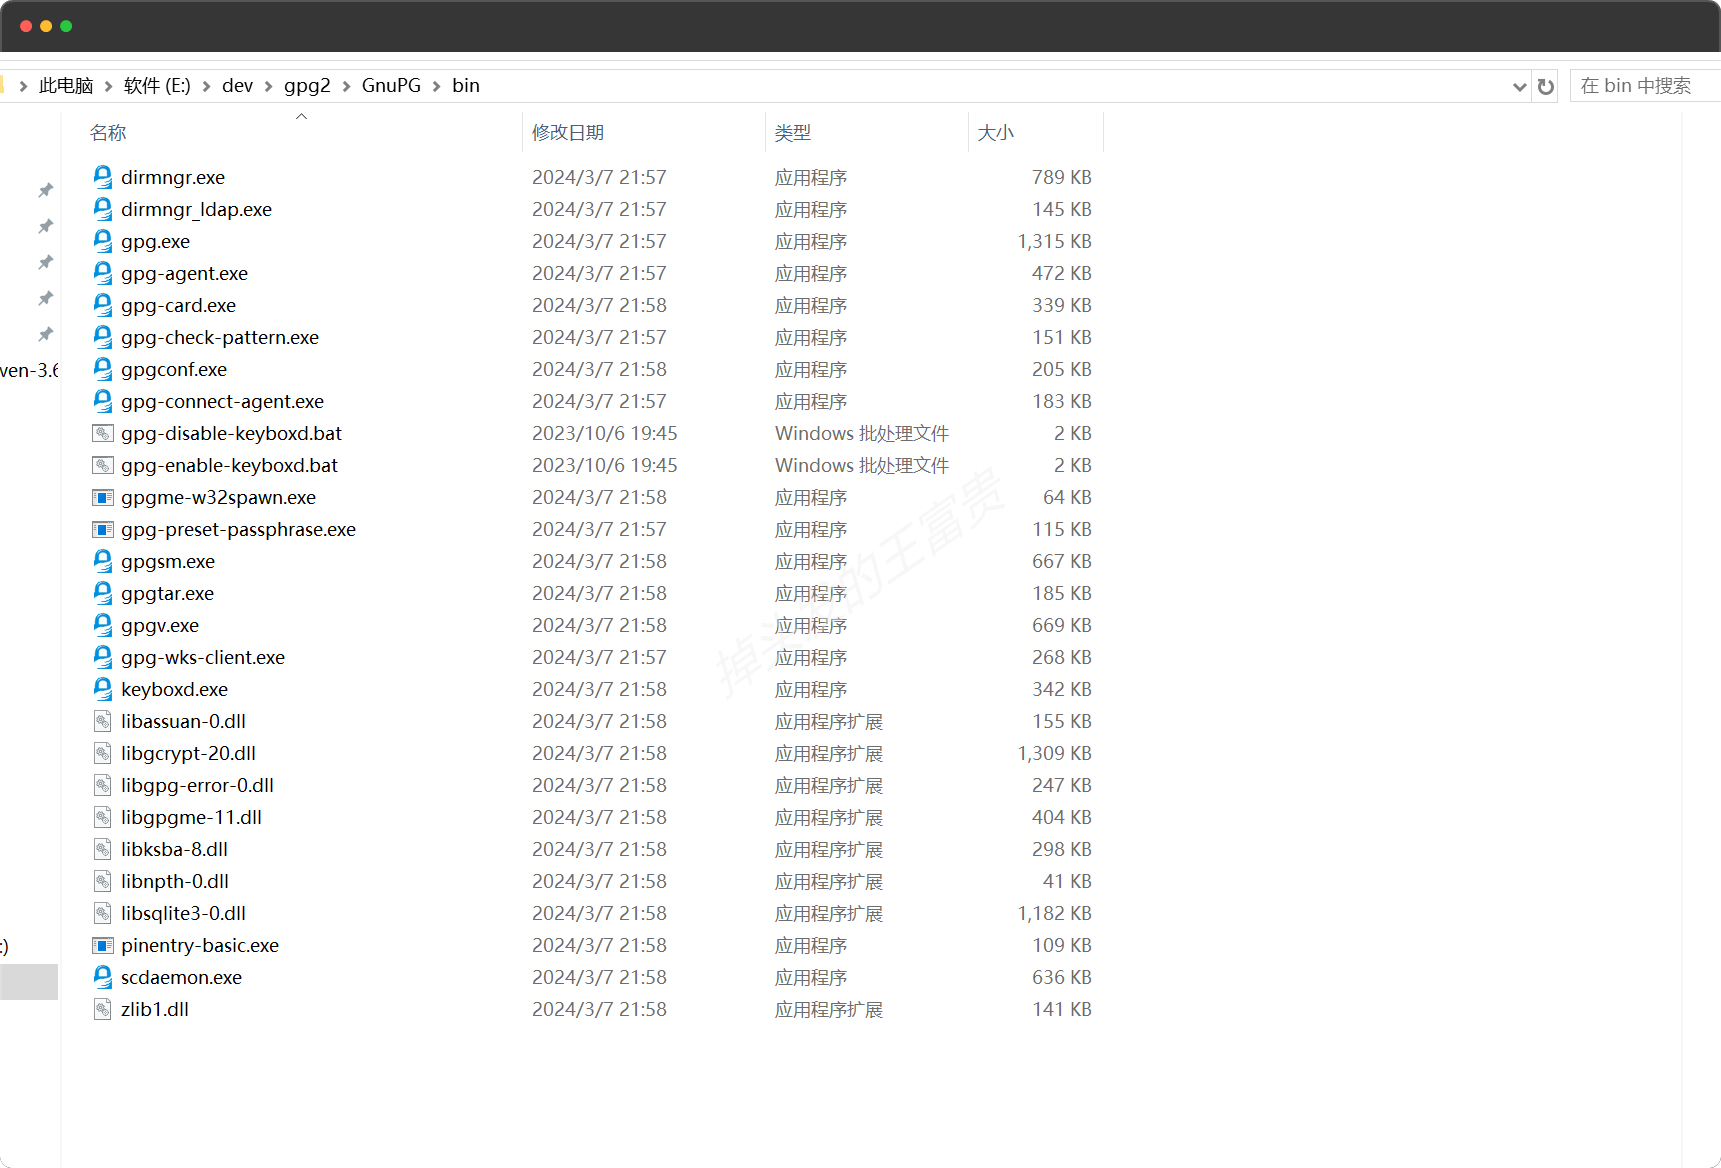 此电脑 > 软件 (E:) > dev > gpg2 > GnuPG > bin
在 bin 中搜索
名称 修改日期 类型 大小
dirmngr.exe 2024/3/7 21:57 应用程序 789 KB
dirmngr_ldap.exe 2024/3/7 21:57 应用程序 145 KB
gpg.exe 2024/3/7 21:57 应用程序 1,315 KB
gpg-agent.exe 2024/3/7 21:57 应用程序 472 KB
gpg-card.exe 2024/3/7 21:58 应用程序 339 KB
gpg-check-pattern.exe 2024/3/7 21:57 应用程序 151 KB
ven-3.6
gpgconf.exe 2024/3/7 21:58 应用程序 205 KB
gpg-connect-agent.exe 2024/3/7 21:57 应用程序 183 KB
gpg-disable-keyboxd.bat 2023/10/6 19:45 Windows 批处理文件 2 KB
gpg-enable-keyboxd.bat 2023/10/6 19:45 Windows 批处理文件 2 KB
gpgme-w32spawn.exe 2024/3/7 21:58 应用程序 64 KB
gpg-preset-passphrase.exe 2024/3/7 21:57 应用程序 115 KB
gpgsm.exe 2024/3/7 21:58 应用程序 667 KB
gpgtar.exe 2024/3/7 21:58 应用程序 185 KB
gpgv.exe 2024/3/7 21:58 应用程序 669 KB
gpg-wks-client.exe 2024/3/7 21:57 应用程序 268 KB
keyboxd.exe 2024/3/7 21:58 应用程序 342 KB
libassuan-0.dll 2024/3/7 21:58 应用程序扩展 155 KB
libgcrypt-20.dll 2024/3/7 21:58 应用程序扩展 1,309 KB
libgpg-error-0.dll 2024/3/7 21:58 应用程序扩展 247 KB
libgpgme-11.dll 2024/3/7 21:58 应用程序扩展 404 KB
libksba-8.dll 2024/3/7 21:58 应用程序扩展 298 KB
libnpth-0.dll 2024/3/7 21:58 应用程序扩展 41 KB
libsqlite3-0.dll 2024/3/7 21:58 应用程序扩展 1,182 KB
:)
pinentry-basic.exe 2024/3/7 21:58 应用程序 109 KB
scdaemon.exe 2024/3/7 21:58 应用程序 636 KB
zlib1.dll 2024/3/7 21:58 应用程序扩展 141 KB
掉头发的王富贵